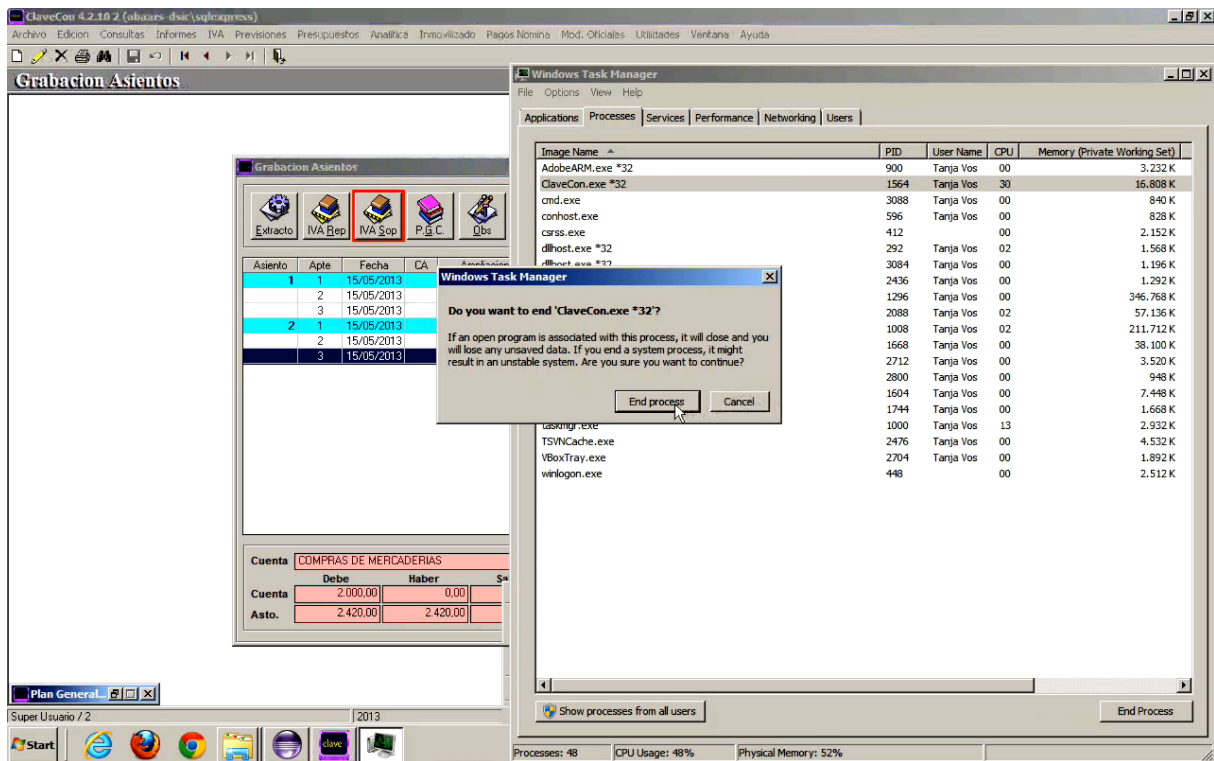 ClaveCon 4.2.10 2 (abaars-dsic\sqlexpress)
Archivo Edicion Consultas Informes IVA Previsiones Presupuestos Analitica Inmovilizado Pagos Nomina Mod. Oficiales Utilidades Ventana Ayuda
Grabacion Asientos
Grabacion Asientos
Extracto IVA Rep IVA Sop P.G.C. Obs
Asiento Apte Fecha CA
1 1 15/05/2013
2 15/05/2013
3 15/05/2013
2 1 15/05/2013
2 15/05/2013
3 15/05/2013
Cuenta COMPRAS DE MERCADERIAS
Debe Haber
Cuenta 2.000,00 0,00
Asto. 2.420,00 2.420,00
Plan General...
Super Usuario / 2 2013
Start
clave
Windows Task Manager
File Options View Help
Applications Processes Services Performance Networking Users
Image Name PID User Name CPU Memory (Private Working Set)
AdobeARM.exe *32 900 Tanja Vos 00 3.232 K
ClaveCon.exe *32 1564 Tanja Vos 30 16.808 K
cmd.exe 3088 Tanja Vos 00 840 K
conhost.exe 596 Tanja Vos 00 828 K
csrss.exe 412 00 2.152 K
dllhost.exe *32 292 Tanja Vos 02 1.568 K
dllhost.exe *32 3084 Tanja Vos 00 1.196 K
2436 Tanja Vos 00 1.292 K
1296 Tanja Vos 00 346.768 K
2088 Tanja Vos 02 57.136 K
1008 Tanja Vos 02 211.712 K
1668 Tanja Vos 00 38.100 K
2712 Tanja Vos 00 3.520 K
2800 Tanja Vos 00 948 K
1604 Tanja Vos 00 7.448 K
1744 Tanja Vos 00 1.668 K
taskmgr.exe 1000 Tanja Vos 13 2.932 K
TSVNCache.exe 2476 Tanja Vos 00 4.532 K
VBoxTray.exe 2704 Tanja Vos 00 1.892 K
winlogon.exe 448 00 2.512 K
Windows Task Manager
Do you want to end 'ClaveCon.exe *32'?
If an open program is associated with this process, it will close and you
will lose any unsaved data. If you end a system process, it might
result in an unstable system. Are you sure you want to continue?
End process Cancel
Show processes from all users End Process
Processes: 48 CPU Usage: 48% Physical Memory: 52%